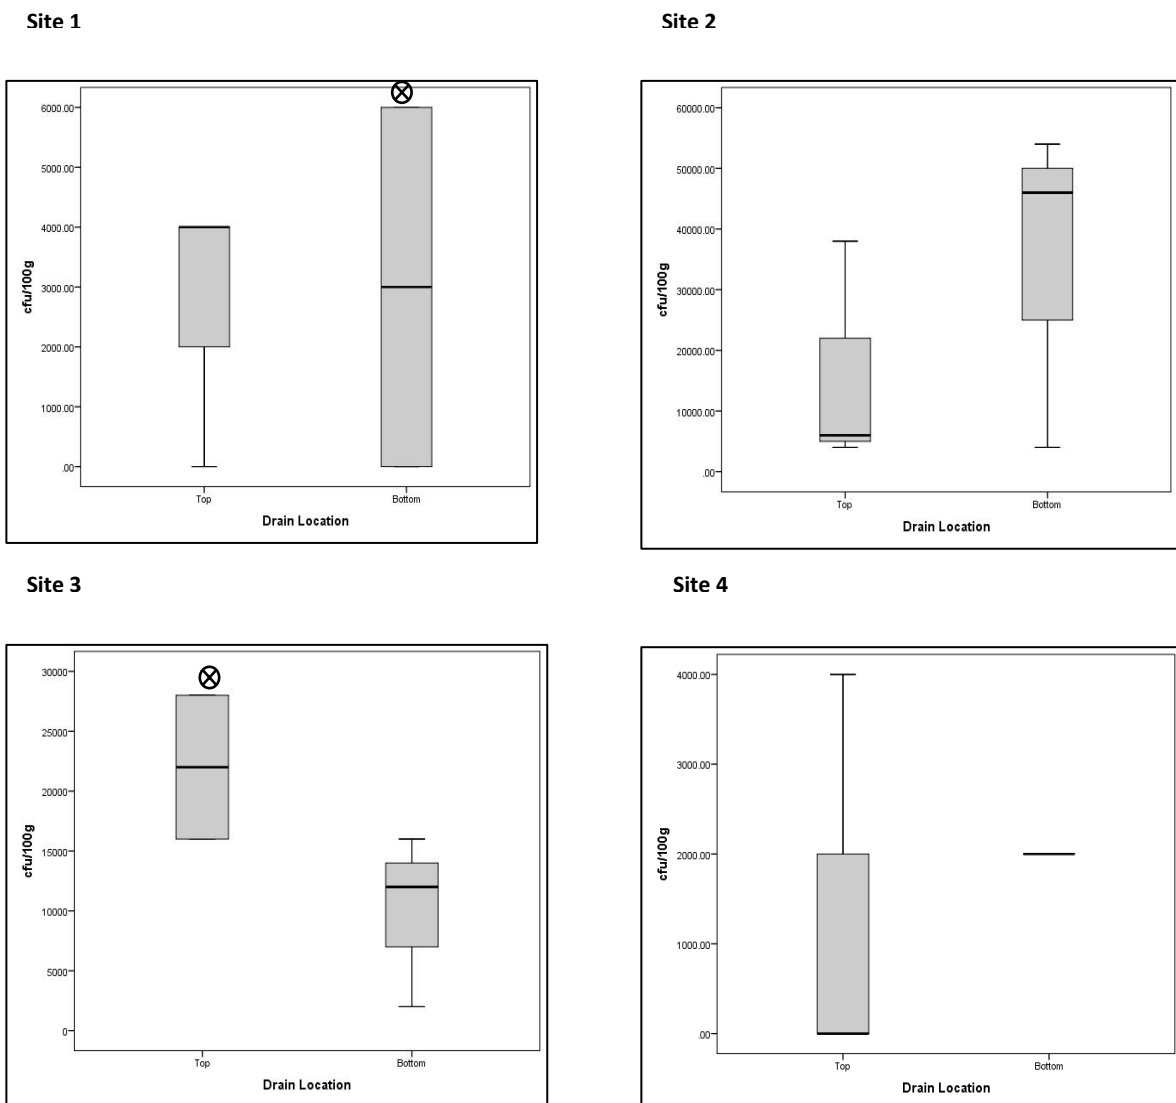 Site 1
Site 2
6000.00
5000.00
4000.00
3000.00
2000.00
1000.00
.00
cfu/100g
Top
Bottom
Drain Location
60000.00
50000.00
40000.00
30000.00
20000.00
10000.00
.00
cfu/100g
Top
Bottom
Drain Location
Site 3
Site 4
30000
25000
20000
15000
10000
5000
0
cfu/100g
Top
Bottom
Drain Location
4000.00
3000.00
2000.00
1000.00
.00
cfu/100g
Top
Bottom
Drain Location